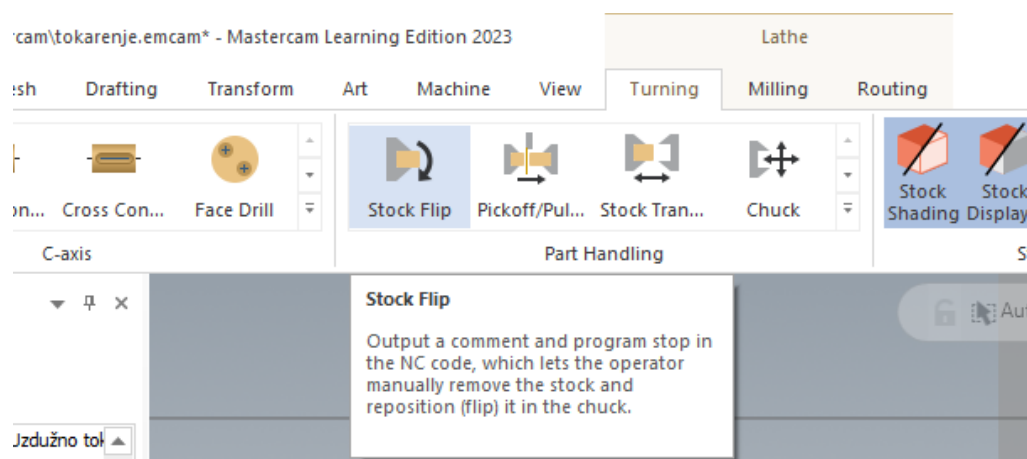 rcam\tokarenje.emcam* - Mastercam Learning Edition 2023
Lathe
esh Drafting Transform Art Machine View Turning Milling Routing
on... Cross Con... Face Drill Stock Flip Pickoff/Pul... Stock Tran... Chuck Stock Shading Stock Display
C-axis Part Handling S
Stock Flip
Output a comment and program stop in
the NC code, which lets the operator
manually remove the stock and
reposition (flip) it in the chuck.
Au
Uzdužno tok